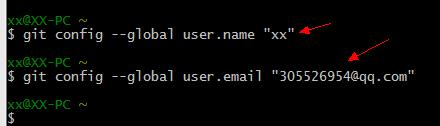 xx@XX-PC ~
$ git config --global user.name "xx"
xx@XX-PC ~
$ git config --global user.email "305526954@qq.com"
xx@XX-PC ~
$